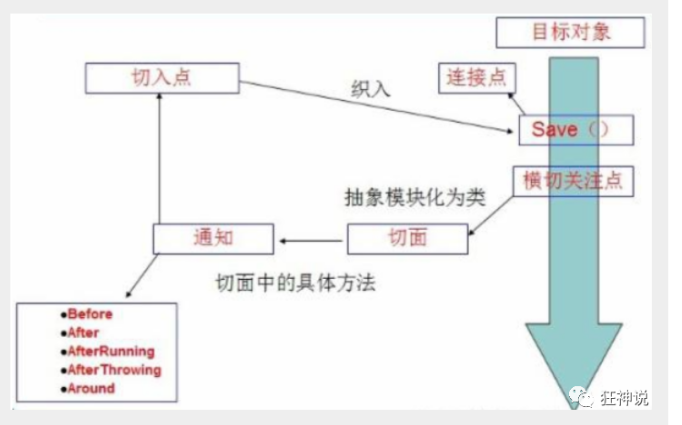 目标对象
切入点
织入
连接点
Save（）
横切关注点
抽象模块化为类
通知
切面
切面中的具体方法
●Before
●After
●AfterRunning
●AfterThrowing
●Around
狂神说